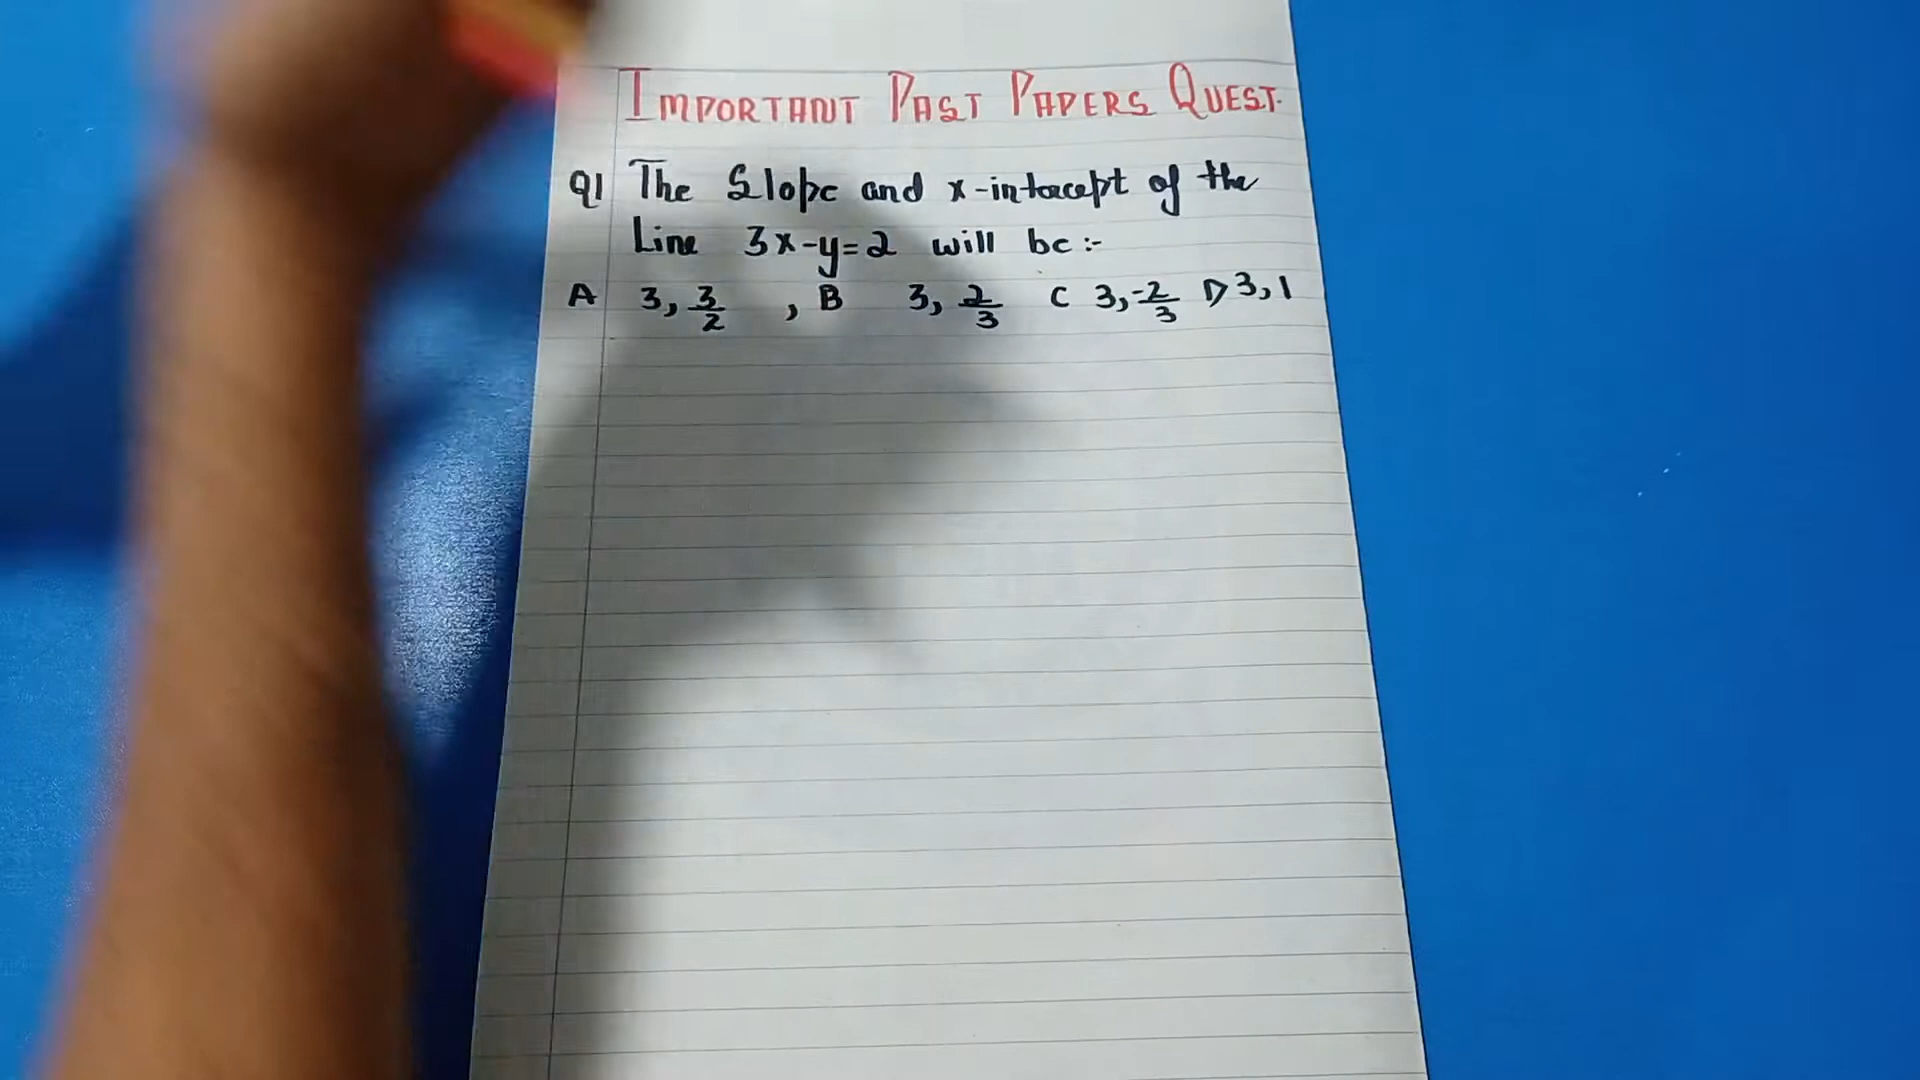 IMPORTANT PAST PAPERS QUEST.
Q1 The Slope and x-intercept of the
Line 3x-y=2 will be :-
A 3, 3/2 , B 3, 2/3 C 3, -2/3 D 3, 1